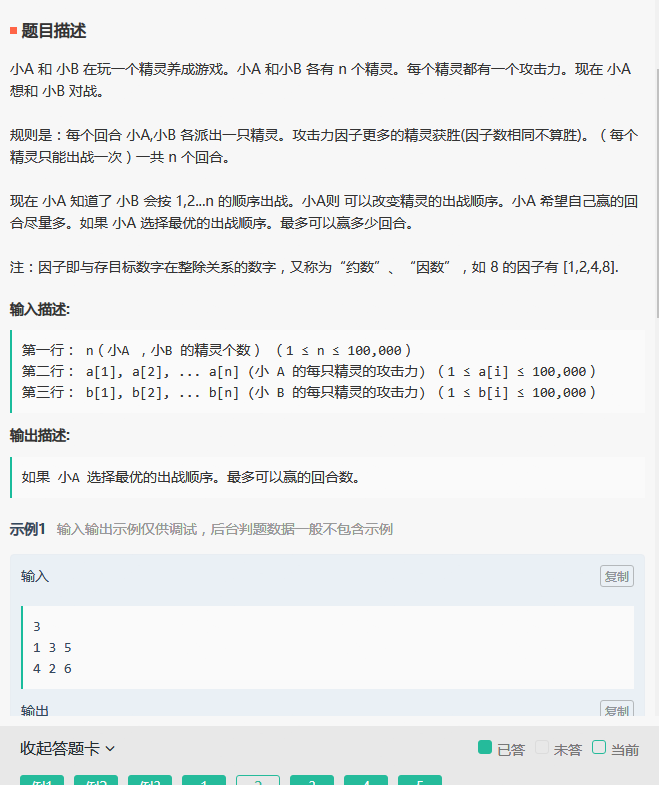 题目描述
小A 和 小B 在玩一个精灵养成游戏。小A 和小B 各有 n 个精灵。每个精灵都有一个攻击力。现在 小A
想和 小B 对战。
规则是：每个回合 小A,小B 各派出一只精灵。攻击力因子更多的精灵获胜(因子数相同不算胜)。（ 每个
精灵只能出战一次 ）一共 n 个回合。
现在 小A 知道了 小B 会按 1,2...n 的顺序出战。小A则 可以改变精灵的出战顺序。小A 希望自己赢的回
合尽量多。如果 小A 选择最优的出战顺序。最多可以赢多少回合。
注：因子即与存目标数字在整除关系的数字，又称为“约数”、“因数”，如 8 的因子有 [1,2,4,8].
输入描述:
第一行： n（ 小A ，小B 的精灵个数） （ 1 ≤ n ≤ 100,000 ）
第二行： a[1], a[2], ... a[n] (小 A 的每只精灵的攻击力) （ 1 ≤ a[i] ≤ 100,000 ）
第三行： b[1], b[2], ... b[n] (小 B 的每只精灵的攻击力) （ 1 ≤ b[i] ≤ 100,000 ）
输出描述:
如果 小A 选择最优的出战顺序。最多可以赢的回合数。
示例1 输入输出示例仅供调试，后台判题数据一般不包含示例
输入 复制
3
1 3 5
4 2 6
输出 复制
收起答题卡 已答 未答 当前
例1 例2 例3 1 2 3 4 5